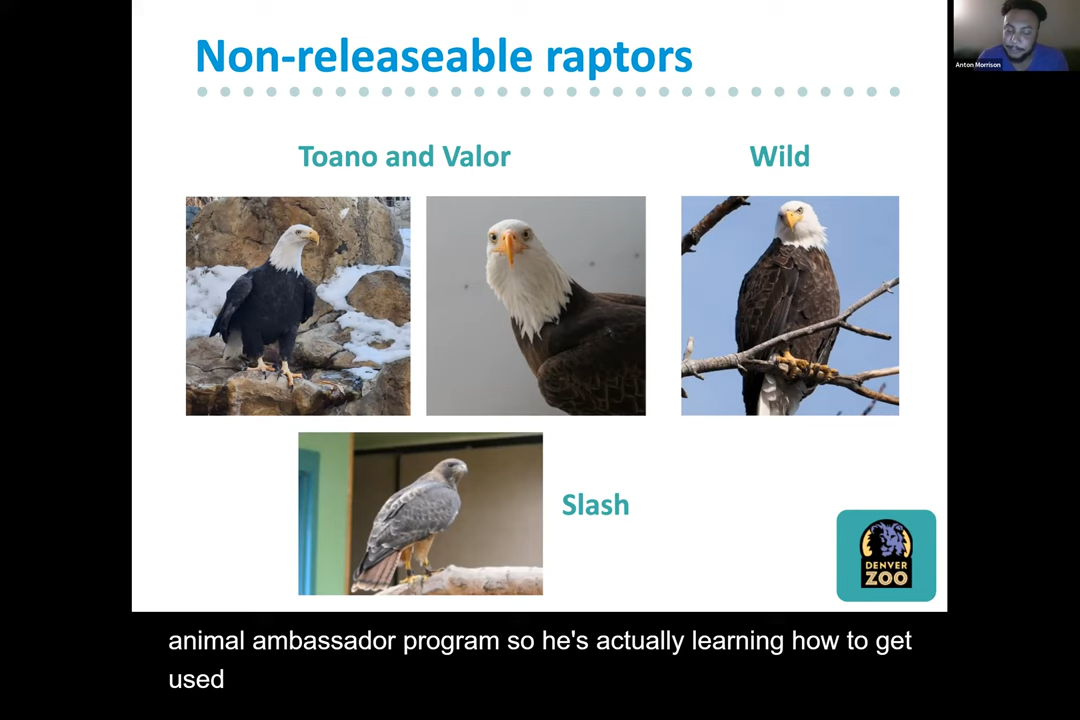 Non-releaseable raptors
Anton Morrison
Toano and Valor
Wild
Slash
DENVER
ZOO
animal ambassador program so he's actually learning how to get
used